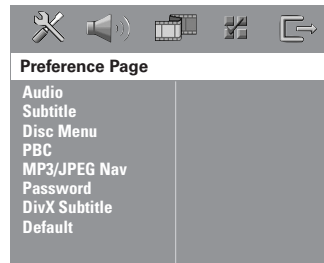 Preference Page
Audio
Subtitle
Disc Menu
PBC
MP3/JPEG Nav
Password
DivX Subtitle
Default